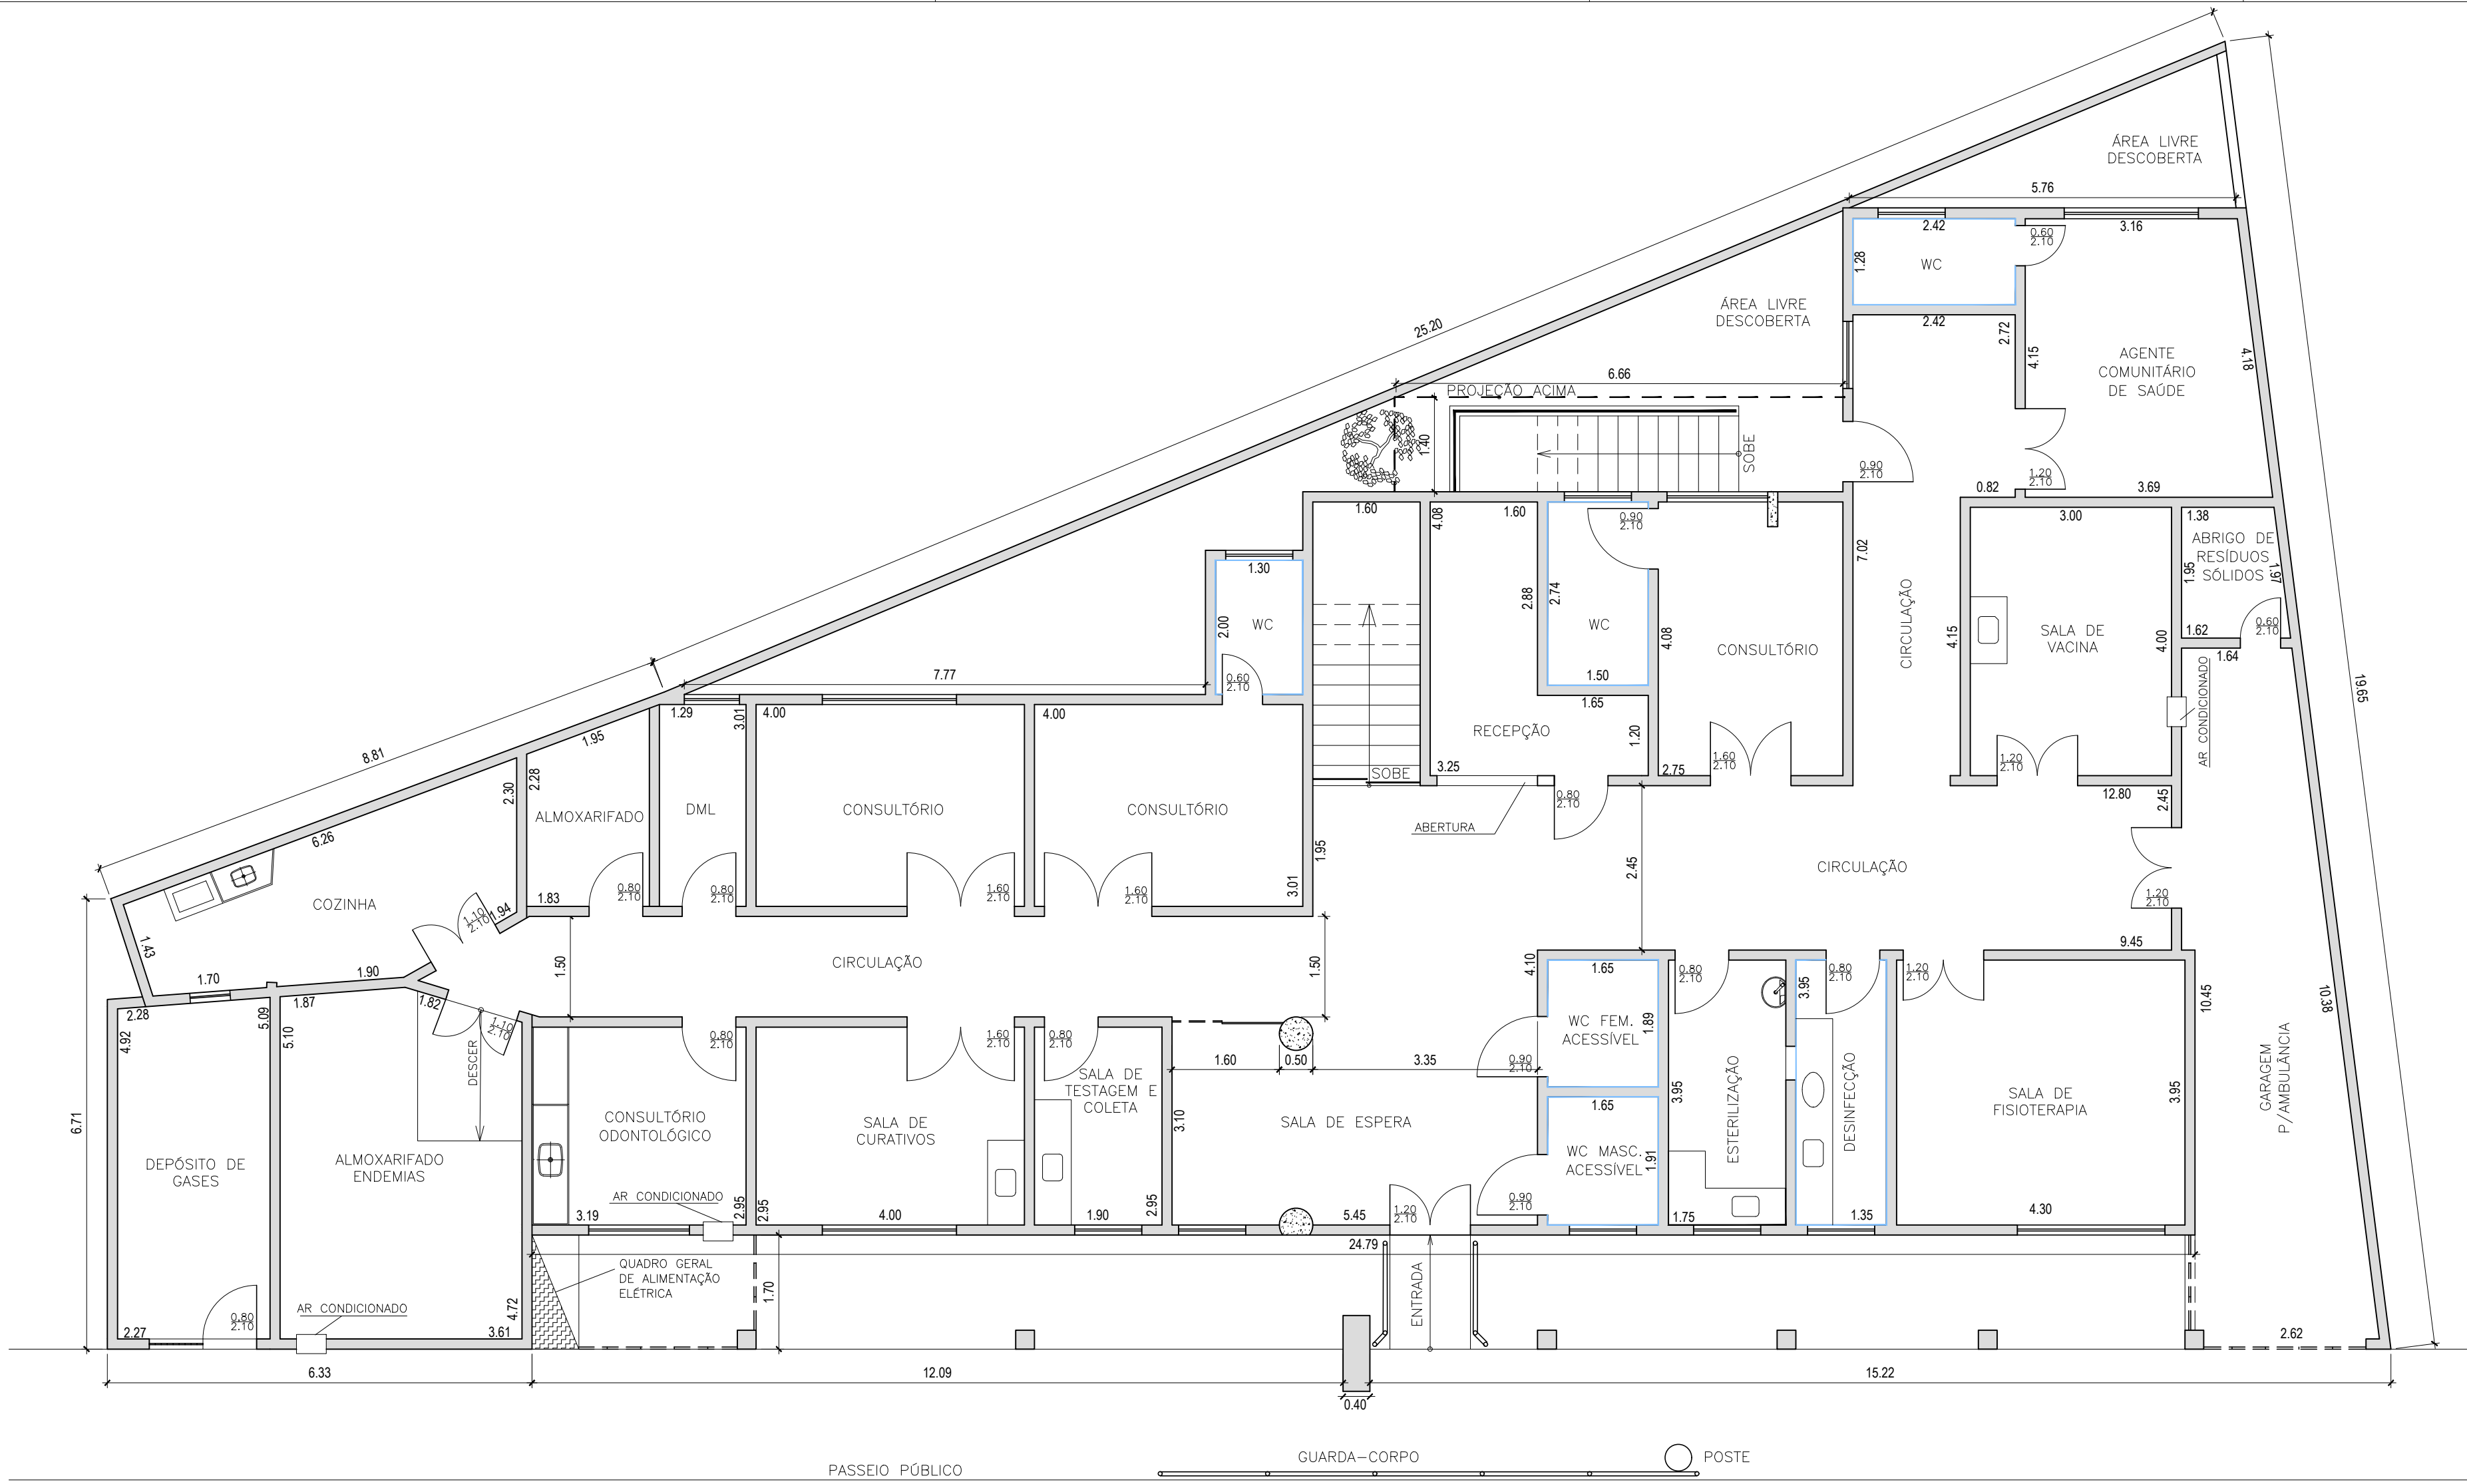 ÁREA LIVRE
DESCOBERTA
5.76
2.42
3.16
0.60
2.10
1.28
WC
ÁREA LIVRE
DESCOBERTA
2.42
2.72
4.15
AGENTE
COMUNITÁRIO
DE SAÚDE
4.18
25.20
6.66
PROJEÇÃO ACIMA
1.40
SOBE
0.90
2.10
1.20
2.10
0.82
3.69
1.60
4.08
1.60
0.90
2.10
7.02
3.00
1.38
ABRIGO DE
RESÍDUOS
SÓLIDOS
1.95
1.97
1.30
2.00
WC
2.88
2.74
WC
4.08
CONSULTÓRIO
CIRCULAÇÃO
4.15
SALA DE
VACINA
4.00
1.62
0.60
2.10
1.64
AR CONDICIONADO
19.65
7.77
0.60
2.10
1.50
1.65
RECEPÇÃO
1.20
1.29
3.01
4.00
4.00
1.95
8.81
SOBE
3.25
2.75
1.60
2.10
1.20
2.10
12.80
2.45
0.80
2.10
ABERTURA
2.30
2.28
ALMOXARIFADO
DML
CONSULTÓRIO
CONSULTÓRIO
6.26
1.95
2.45
CIRCULAÇÃO
COZINHA
1.10
2.10
1.94
1.83
0.80
2.10
0.80
2.10
1.60
2.10
1.60
2.10
3.01
1.20
2.10
1.43
1.70
1.90
1.50
CIRCULAÇÃO
1.50
4.10
1.65
0.80
2.10
3.95
0.80
2.10
1.20
2.10
9.45
10.45
10.38
2.28
4.92
5.09
1.87
5.10
1.82
1.10
2.10
DESCER
0.80
2.10
1.60
2.10
0.80
2.10
SALA DE
TESTAGEM E
COLETA
1.60
0.50
3.35
0.90
2.10
WC FEM.
ACESSÍVEL
1.89
ESTERILIZAÇÃO
3.95
DESINFECÇÃO
SALA DE
FISIOTERAPIA
3.95
GARAGEM
P/AMBULÂNCIA
6.71
CONSULTÓRIO
ODONTOLÓGICO
SALA DE
CURATIVOS
3.10
SALA DE ESPERA
1.65
WC MASC.
ACESSÍVEL
1.91
DEPÓSITO DE
GASES
ALMOXARIFADO
ENDEMIAS
AR CONDICIONADO
3.19
2.95
2.95
4.00
1.90
2.95
5.45
1.20
2.10
0.90
2.10
1.75
1.35
4.30
24.79
QUADRO GERAL
DE ALIMENTAÇÃO
ELÉTRICA
1.70
ENTRADA
AR CONDICIONADO
2.27
0.80
2.10
3.61
4.72
2.62
6.33
12.09
0.40
15.22
PASSEIO PÚBLICO
GUARDA-CORPO
POSTE